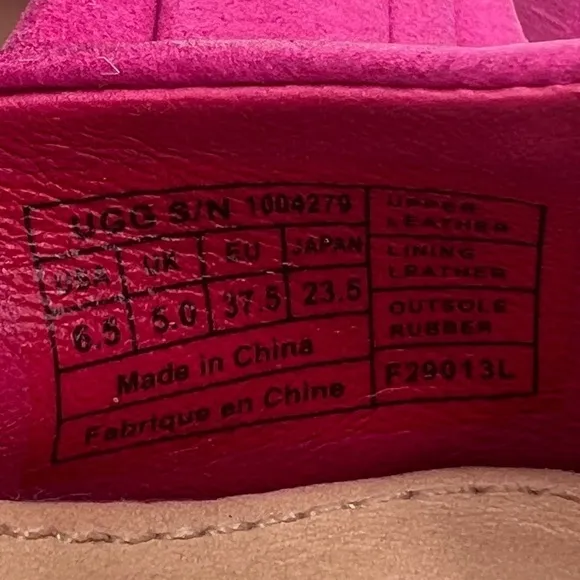 UGG S/N 1004279
USA UK EU JAPAN
6.5 5.0 37.5 23.5
Made in China
Fabrique en Chine
UPPER
LEATHER
LINING
LEATHER
OUTSOLE
RUBBER
F29013L